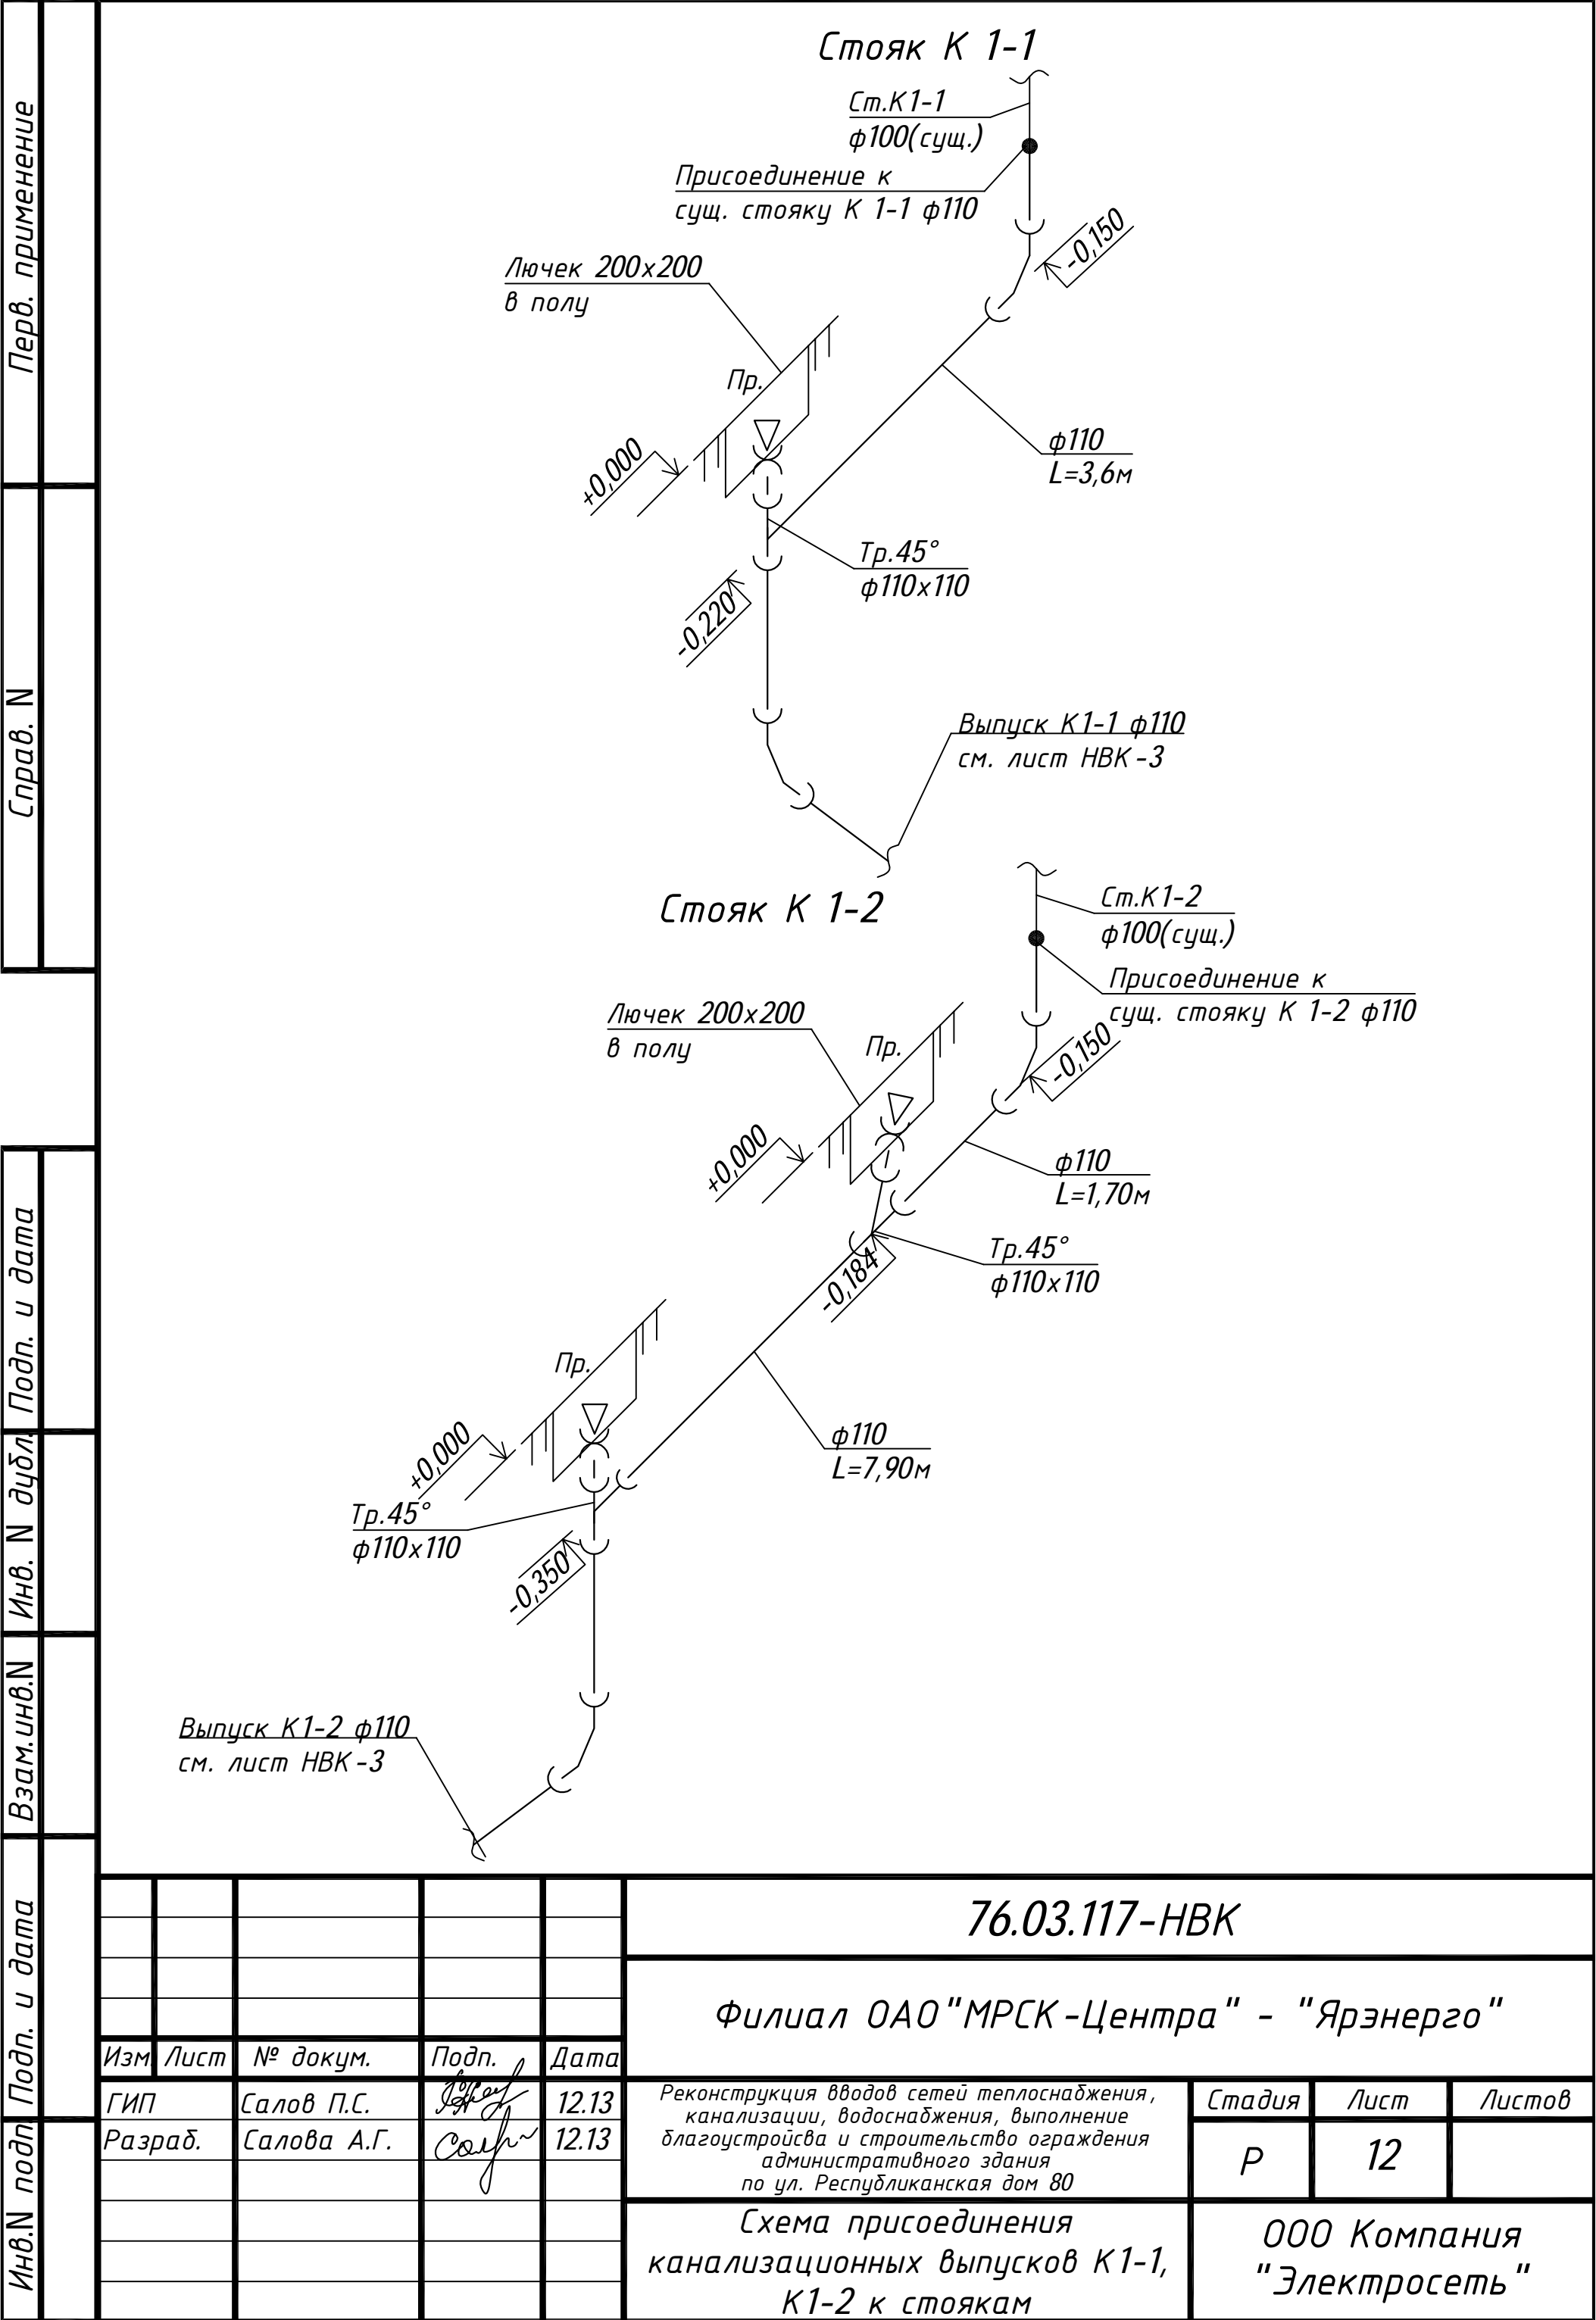 Стояк К 1-1
Ст.К1-1
ф100(сущ.)
Присоединение к
сущ. стояку К 1-1 ф110
-0,150
Лючек 200х200
в полу
Пр.
+0,000
ф110
L=3,6м
Тр.45°
ф110х110
-0,220
Выпуск К1-1 ф110
см. лист НВК-3
Стояк К 1-2
Ст.К1-2
ф100(сущ.)
Присоединение к
сущ. стояку К 1-2 ф110
-0,150
Лючек 200х200
в полу
Пр.
+0,000
ф110
L=1,70м
Тр.45°
ф110х110
-0,184
Пр.
+0,000
ф110
L=7,90м
Тр.45°
ф110х110
-0,350
Выпуск К1-2 ф110
см. лист НВК-3
Перв. применение
Справ. N
Подп. и дата
Инв. N дубл.
Взам.инв.N
Подп. и дата
Инв.N подп
76.03.117-НВК
Филиал ОАО"МРСК-Центра" - "Ярэнерго"
Изм. Лист № докум. Подп. Дата
ГИП Салов П.С. 12.13
Разраб. Салова А.Г. 12.13
Реконструкция вводов сетей теплоснабжения,
канализации, водоснабжения, выполнение
благоустройсва и строительство ограждения
административного здания
по ул. Республиканская дом 80
Стадия Лист Листов
Р 12
Схема присоединения
канализационных выпусков К1-1,
К1-2 к стоякам
ООО Компания
"Электросеть"